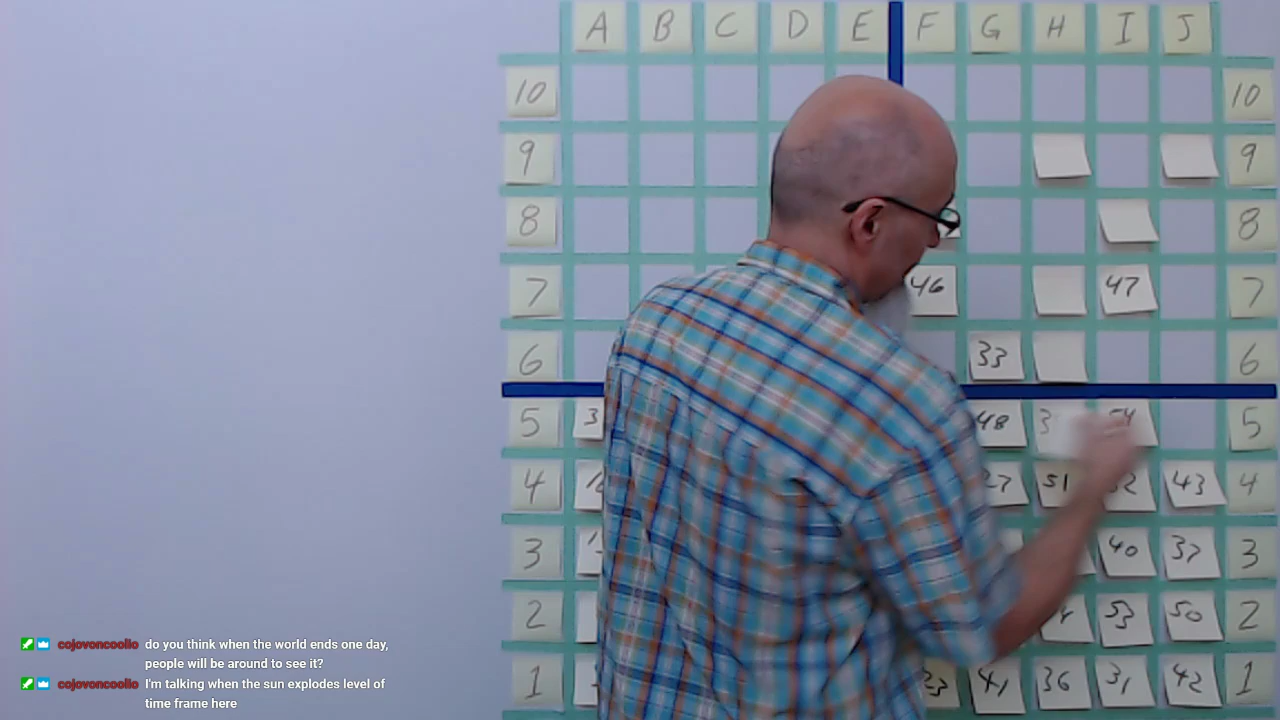 A B C D E F G H I J
10 10
9 9
8 8
7 46 47 7
6 33 6
5 48 5
4 51 43 4
3 40 37 3
2 53 50 2
1 41 36 31 42 1
cojovoncoolio do you think when the world ends one day,
people will be around to see it?
cojovoncoolio I'm talking when the sun explodes level of
time frame here